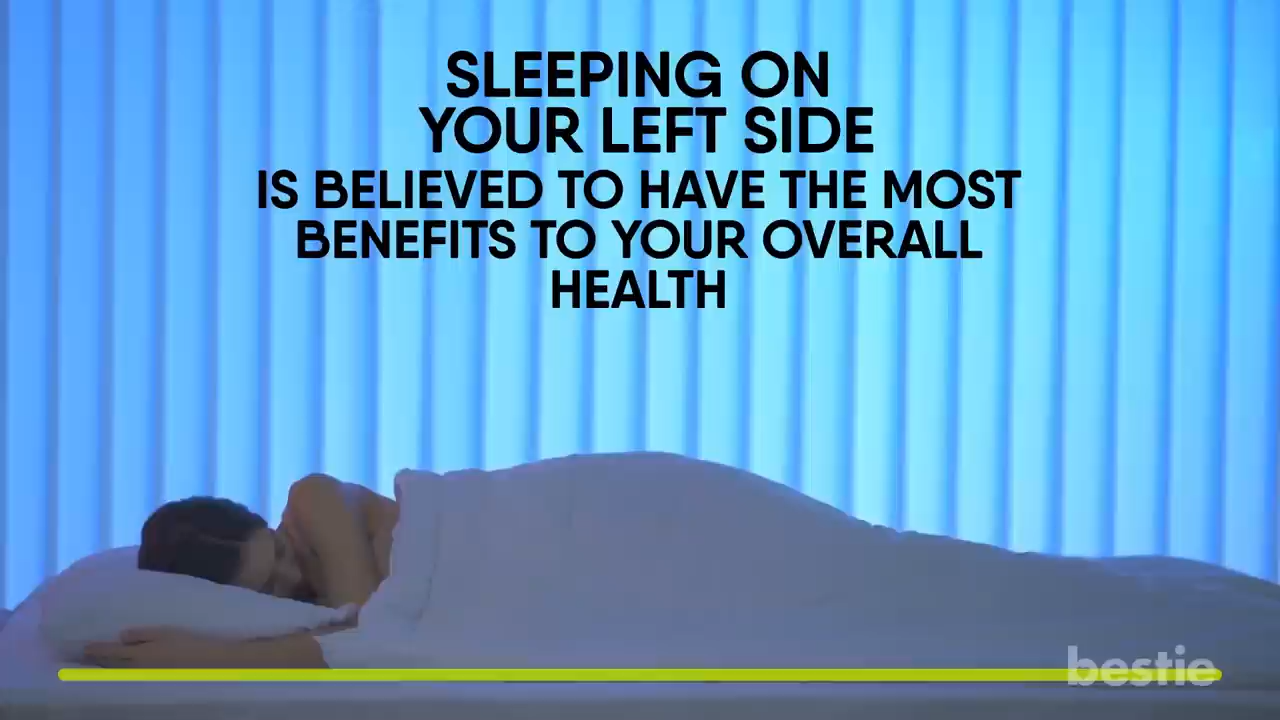 SLEEPING ON
YOUR LEFT SIDE
IS BELIEVED TO HAVE THE MOST
BENEFITS TO YOUR OVERALL
HEALTH
bestie